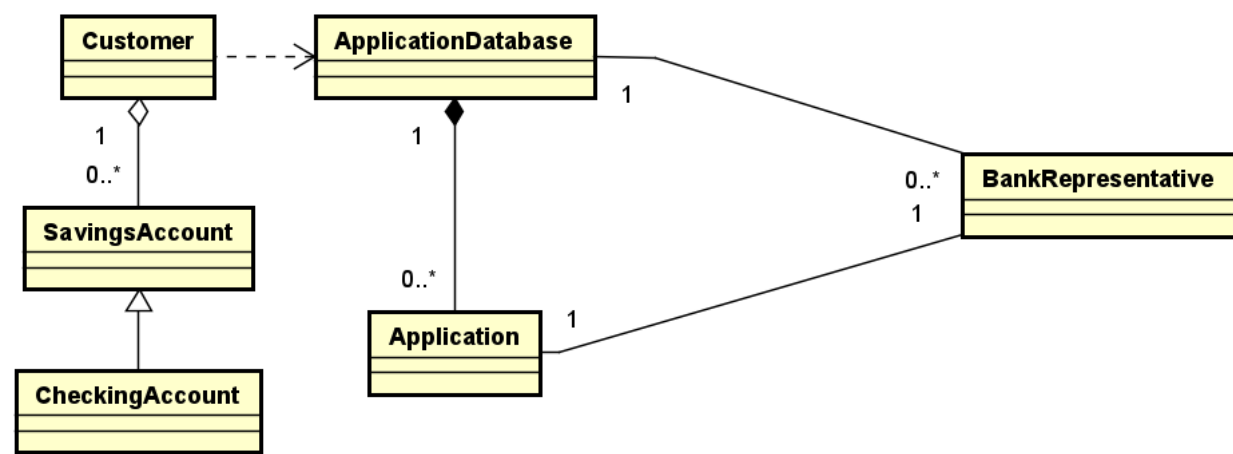 Customer
ApplicationDatabase
1
1
1
0..*
0..*
BankRepresentative
1
SavingsAccount
0..*
1
Application
CheckingAccount